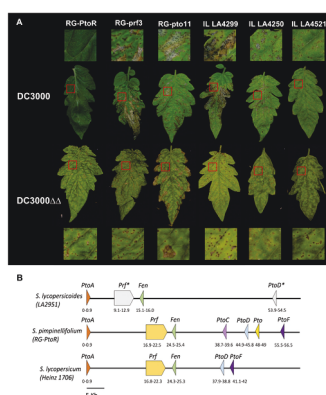 A
RG-PtoR RG-prf3 RG-pto11 IL LA4299 IL LA4250 IL LA4521
DC3000
DC3000ΔΔ
B
PtoA Prf* Fen PtoD*
S. lycopersicoides
(LA2951)
0-0.9 9.1-12.9 15.1-16.0 53.9-54.5
PtoA Prf Fen PtoC PtoD Pto PtoF
S. pimpinellifolium
(RG-PtoR)
0-0.9 16.9-22.5 24.3-25.4 38.7-39.6 44.9-45.8 48-49 55.5-56.5
PtoA Prf Fen PtoD PtoF
S. lycopersicum
(Heinz 1706)
0-0.9 16.8-22.3 24.3-25.3 37.9-38.8 41.1-42